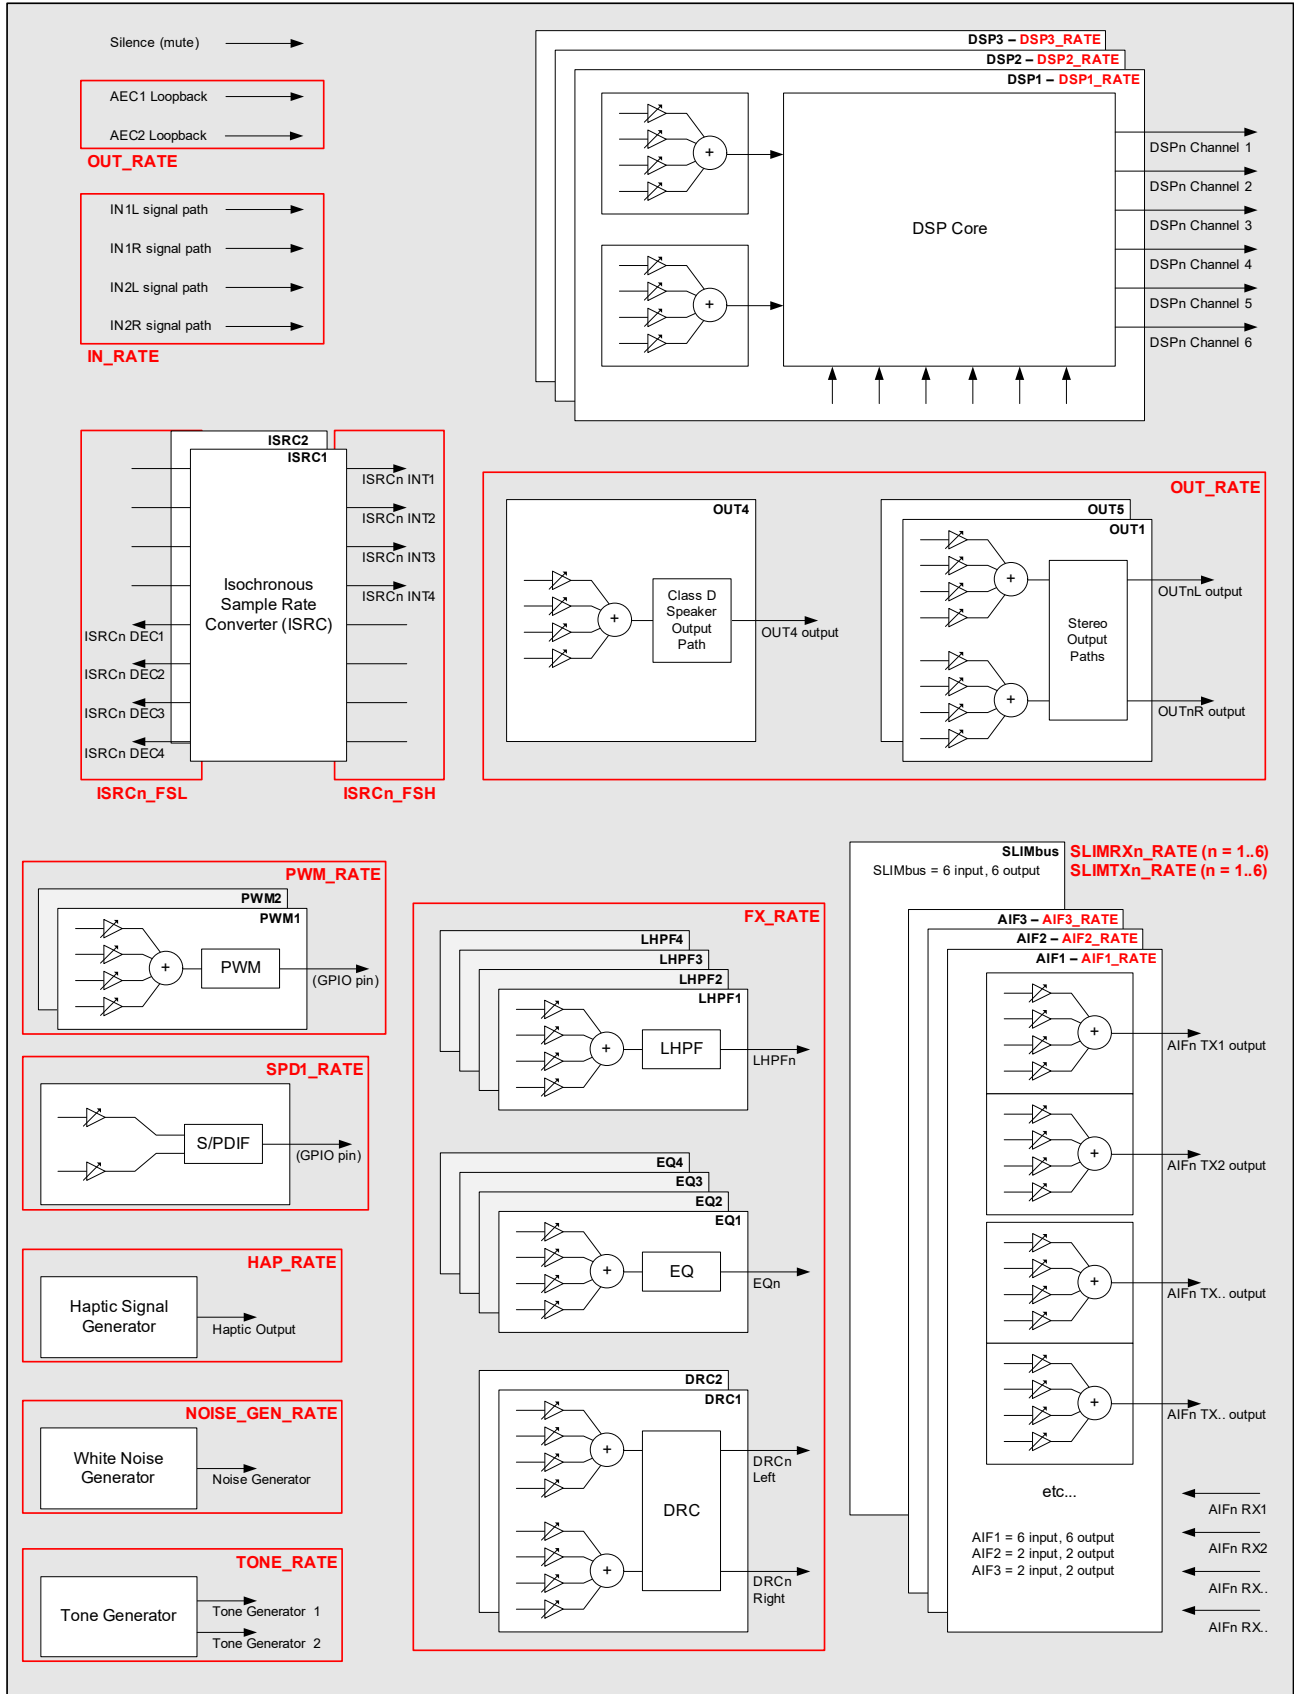 Silence (mute)
AEC1 Loopback
AEC2 Loopback
OUT_RATE
IN1L signal path
IN1R signal path
IN2L signal path
IN2R signal path
IN_RATE
DSP3 – DSP3_RATE
DSP2 – DSP2_RATE
DSP1 – DSP1_RATE
+
+
DSP Core
DSPn Channel 1
DSPn Channel 2
DSPn Channel 3
DSPn Channel 4
DSPn Channel 5
DSPn Channel 6
ISRC2
ISRC1
Isochronous
Sample Rate
Converter (ISRC)
ISRCn INT1
ISRCn INT2
ISRCn INT3
ISRCn INT4
ISRCn DEC1
ISRCn DEC2
ISRCn DEC3
ISRCn DEC4
ISRCn_FSL
ISRCn_FSH
OUT_RATE
OUT4
+
Class D
Speaker
Output
Path
OUT4 output
OUT5
OUT1
+
+
Stereo
Output
Paths
OUTnL output
OUTnR output
PWM_RATE
PWM2
PWM1
+
PWM
(GPIO pin)
SPD1_RATE
S/PDIF
(GPIO pin)
HAP_RATE
Haptic Signal
Generator
Haptic Output
NOISE_GEN_RATE
White Noise
Generator
Noise Generator
TONE_RATE
Tone Generator
Tone Generator 1
Tone Generator 2
FX_RATE
LHPF4
LHPF3
LHPF2
LHPF1
+
LHPF
LHPFn
EQ4
EQ3
EQ2
EQ1
+
EQ
EQn
DRC2
DRC1
+
+
DRC
DRCn
Left
DRCn
Right
SLIMbus
SLIMbus = 6 input, 6 output
SLIMRXn_RATE (n = 1..6)
SLIMTXn_RATE (n = 1..6)
AIF3 – AIF3_RATE
AIF2 – AIF2_RATE
AIF1 – AIF1_RATE
+
AIFn TX1 output
+
AIFn TX2 output
+
AIFn TX.. output
+
AIFn TX.. output
etc...
AIF1 = 6 input, 6 output
AIF2 = 2 input, 2 output
AIF3 = 2 input, 2 output
AIFn RX1
AIFn RX2
AIFn RX..
AIFn RX..